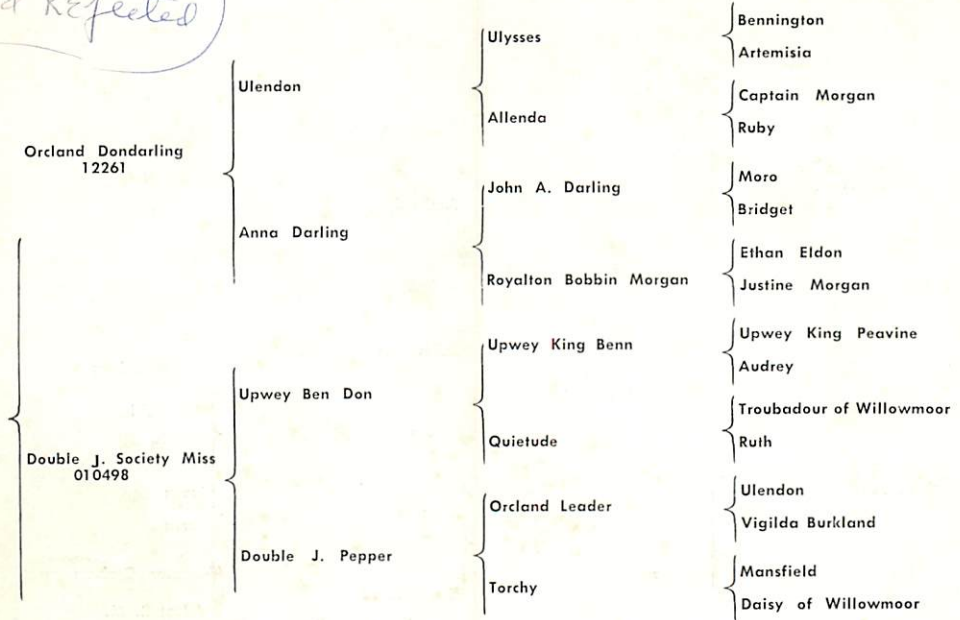 Reflected
Orcland Dondarling
12261
Double J. Society Miss
010498
Ulendon
Anna Darling
Upwey Ben Don
Double J. Pepper
Ulysses
Allenda
John A. Darling
Royalton Bobbin Morgan
Upwey King Benn
Quietude
Orcland Leader
Torchy
Bennington
Artemisia
Captain Morgan
Ruby
Moro
Bridget
Ethan Eldon
Justine Morgan
Upwey King Peavine
Audrey
Troubadour of Willowmoor
Ruth
Ulendon
Vigilda Burkland
Mansfield
Daisy of Willowmoor